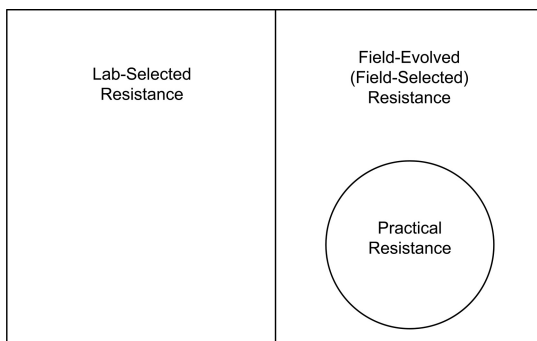 Lab-Selected
Resistance
Field-Evolved
(Field-Selected)
Resistance
Practical
Resistance